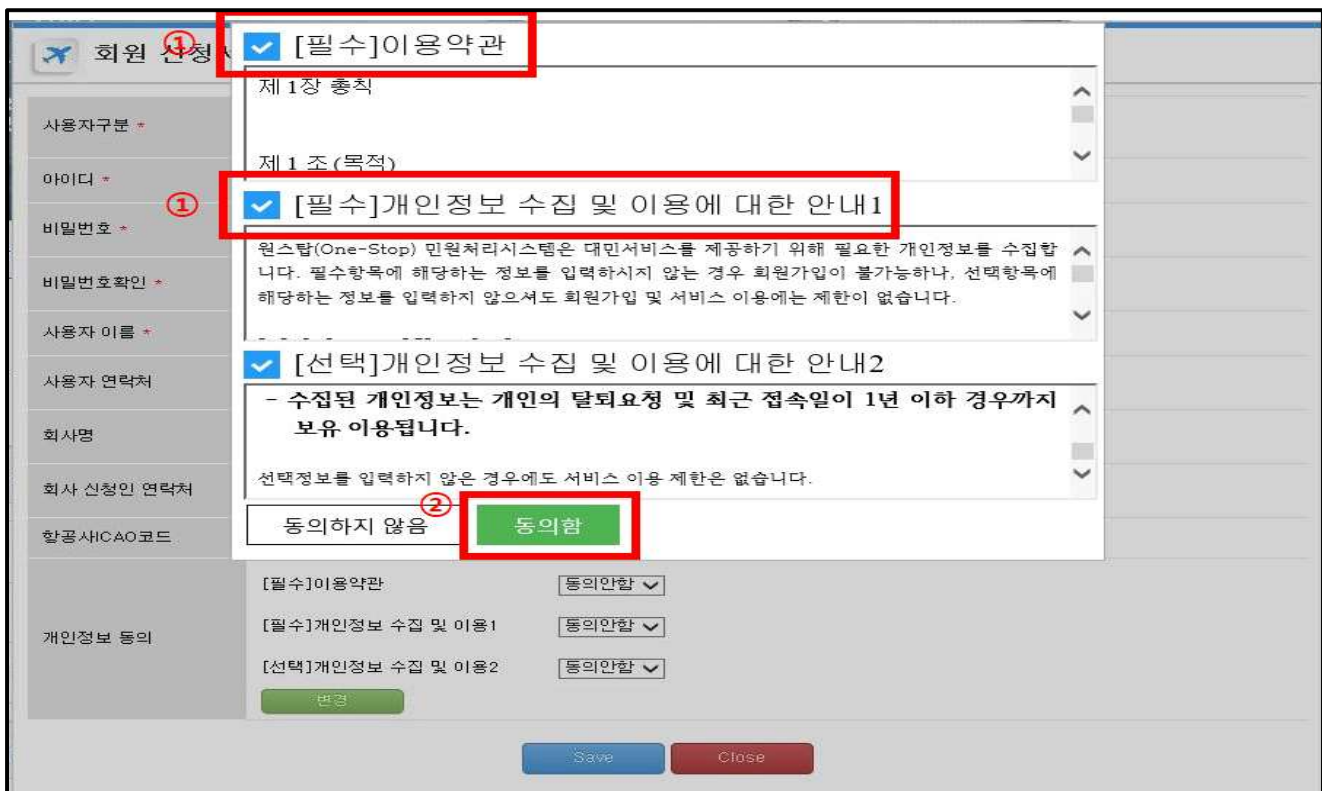 회원 신청서
①
[필수]이용약관
제 1장 총칙
제 1 조 (목적)
①
[필수]개인정보 수집 및 이용에 대한 안내1
원스탑(One-Stop) 민원처리시스템은 대민서비스를 제공하기 위해 필요한 개인정보를 수집합
니다. 필수항목에 해당하는 정보를 입력하시지 않는 경우 회원가입이 불가능하나, 선택항목에
해당하는 정보를 입력하지 않으셔도 회원가입 및 서비스 이용에는 제한이 없습니다.
[선택]개인정보 수집 및 이용에 대한 안내2
- 수집된 개인정보는 개인의 탈퇴요청 및 최근 접속일이 1년 이하 경우까지
보유 이용됩니다.
선택정보를 입력하지 않은 경우에도 서비스 이용 제한은 없습니다.
②
동의하지 않음
동의함
사용자구분 *
아이디 *
비밀번호 *
비밀번호확인 *
사용자 이름 *
사용자 연락처
회사명
회사 신청인 연락처
항공사ICAO코드
개인정보 동의
[필수]이용약관 동의안함
[필수]개인정보 수집 및 이용1 동의안함
[선택]개인정보 수집 및 이용2 동의안함
변경
Save
Close